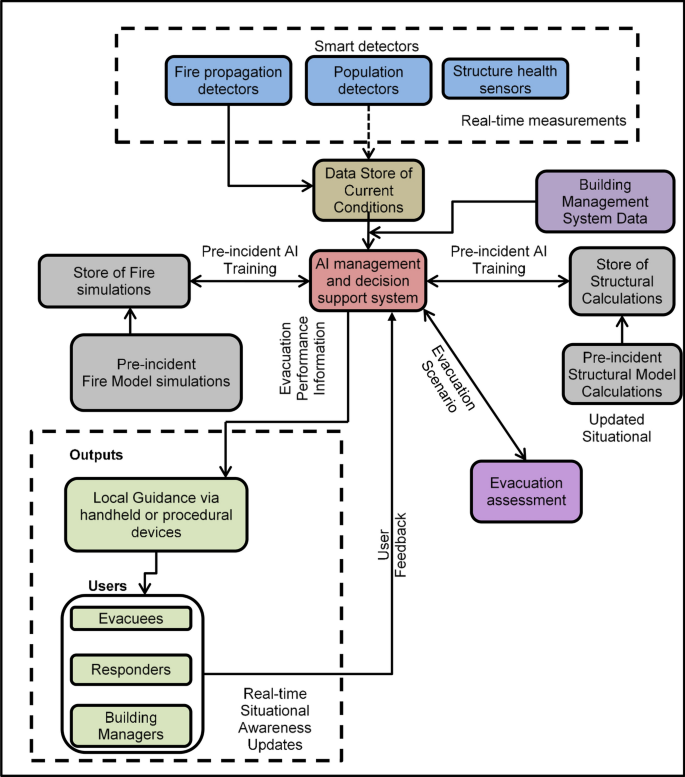 Smart detectors
Fire propagation
detectors
Population
detectors
Structure health
sensors
Real-time measurements
Data Store of
Current
Conditions
Building
Management
System Data
Pre-incident AI
Training
Pre-incident AI
Training
Store of Fire
simulations
AI management
and decision
support system
Store of
Structural
Calculations
Pre-incident
Fire Model simulations
Evacuation
Performance
Information
Evacuation
Scenario
Pre-incident
Structural Model
Calculations
Updated
Situational
Outputs
Local Guidance via
handheld or procedural
devices
Evacuation
assessment
User
Feedback
Users
Evacuees
Responders
Building
Managers
Real-time
Situational
Awareness
Updates